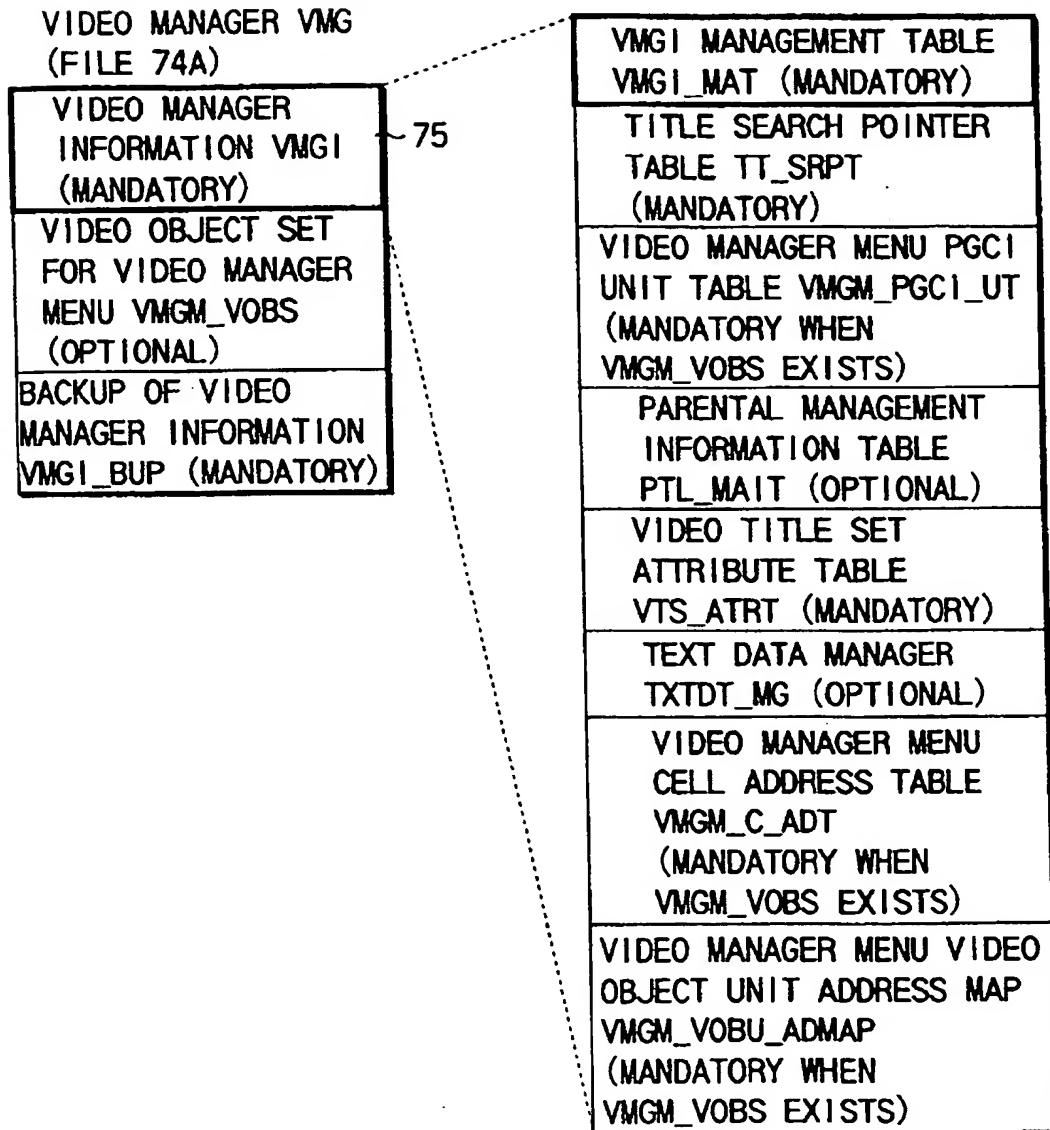 VIDEO MANAGER VMG
(FILE 74A)
VIDEO MANAGER
INFORMATION VMGI
(MANDATORY)
75
VIDEO OBJECT SET
FOR VIDEO MANAGER
MENU VMGM_VOBS
(OPTIONAL)
BACKUP OF VIDEO
MANAGER INFORMATION
VMGI_BUP (MANDATORY)
VMGI MANAGEMENT TABLE
VMGI_MAT (MANDATORY)
TITLE SEARCH POINTER
TABLE TT_SRPT
(MANDATORY)
VIDEO MANAGER MENU PGCI
UNIT TABLE VMGM_PGCI_UT
(MANDATORY WHEN
VMGM_VOBS EXISTS)
PARENTAL MANAGEMENT
INFORMATION TABLE
PTL_MAIT (OPTIONAL)
VIDEO TITLE SET
ATTRIBUTE TABLE
VTS_ATRT (MANDATORY)
TEXT DATA MANAGER
TXTDT_MG (OPTIONAL)
VIDEO MANAGER MENU
CELL ADDRESS TABLE
VMGM_C_ADT
(MANDATORY WHEN
VMGM_VOBS EXISTS)
VIDEO MANAGER MENU VIDEO
OBJECT UNIT ADDRESS MAP
VMGM_VOBU_ADMAP
(MANDATORY WHEN
VMGM_VOBS EXISTS)